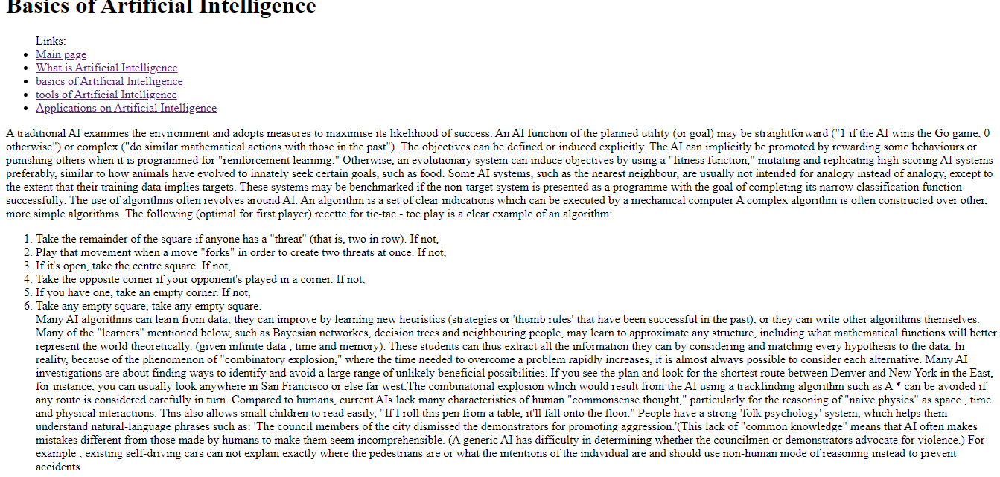 Basics of Artificial Intelligence
Links:
Main page
What is Artificial Intelligence
basics of Artificial Intelligence
tools of Artificial Intelligence
Applications on Artificial Intelligence
A traditional AI examines the environment and adopts measures to maximise its likelihood of success. An AI function of the planned utility (or goal) may be straightforward ("1 if the AI wins the Go game, 0
otherwise") or complex ("do similar mathematical actions with those in the past"). The objectives can be defined or induced explicitly. The AI can implicitly be promoted by rewarding some behaviours or
punishing others when it is programmed for "reinforcement learning." Otherwise, an evolutionary system can induce objectives by using a "fitness function," mutating and replicating high-scoring AI systems
preferably, similar to how animals have evolved to innately seek certain goals, such as food. Some AI systems, such as the nearest neighbour, are usually not intended for analogy instead of analogy, except to
the extent that their training data implies targets. These systems may be benchmarked if the non-target system is presented as a programme with the goal of completing its narrow classification function
successfully. The use of algorithms often revolves around AI. An algorithm is a set of clear indications which can be executed by a mechanical computer A complex algorithm is often constructed over other,
more simple algorithms. The following (optimal for first player) recette for tic-tac - toe play is a clear example of an algorithm:
1. Take the remainder of the square if anyone has a "threat" (that is, two in row). If not,
2. Play that movement when a move "forks" in order to create two threats at once. If not,
3. If it's open, take the centre square. If not,
4. Take the opposite corner if your opponent's played in a corner. If not,
5. If you have one, take an empty corner. If not,
6. Take any empty square, take any empty square.
Many AI algorithms can learn from data; they can improve by learning new heuristics (strategies or 'thumb rules' that have been successful in the past), or they can write other algorithms themselves.
Many of the "learners" mentioned below, such as Bayesian networkes, decision trees and neighbouring people, may learn to approximate any structure, including what mathematical functions will better
represent the world theoretically. (given infinite data , time and memory). These students can thus extract all the information they can by considering and matching every hypothesis to the data. In
reality, because of the phenomenon of "combinatory explosion," where the time needed to overcome a problem rapidly increases, it is almost always possible to consider each alternative. Many AI
investigations are about finding ways to identify and avoid a large range of unlikely beneficial possibilities. If you see the plan and look for the shortest route between Denver and New York in the East,
for instance, you can usually look anywhere in San Francisco or else far west;The combinatorial explosion which would result from the AI using a trackfinding algorithm such as A * can be avoided if
any route is considered carefully in turn. Compared to humans, current AIs lack many characteristics of human "commonsense thought," particularly for the reasoning of "naive physics" as space , time
and physical interactions. This also allows small children to read easily, "If I roll this pen from a table, it'll fall onto the floor." People have a strong 'folk psychology' system, which helps them
understand natural-language phrases such as: 'The council members of the city dismissed the demonstrators for promoting aggression.'(This lack of "common knowledge" means that AI often makes
mistakes different from those made by humans to make them seem incomprehensible. (A generic AI has difficulty in determining whether the councilmen or demonstrators advocate for violence.) For
example , existing self-driving cars can not explain exactly where the pedestrians are or what the intentions of the individual are and should use non-human mode of reasoning instead to prevent
accidents.